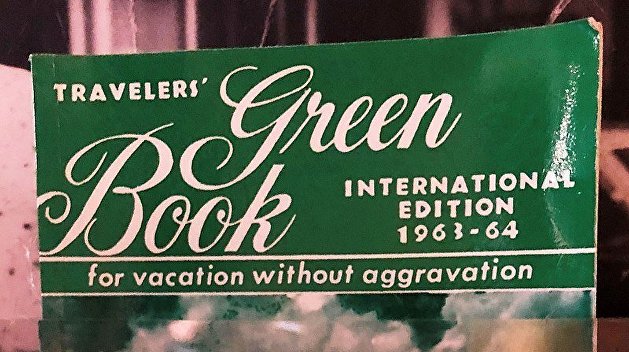 TRAVELERS'
Green
Book
INTERNATIONAL
EDITION
1963-64
for vacation without aggravation